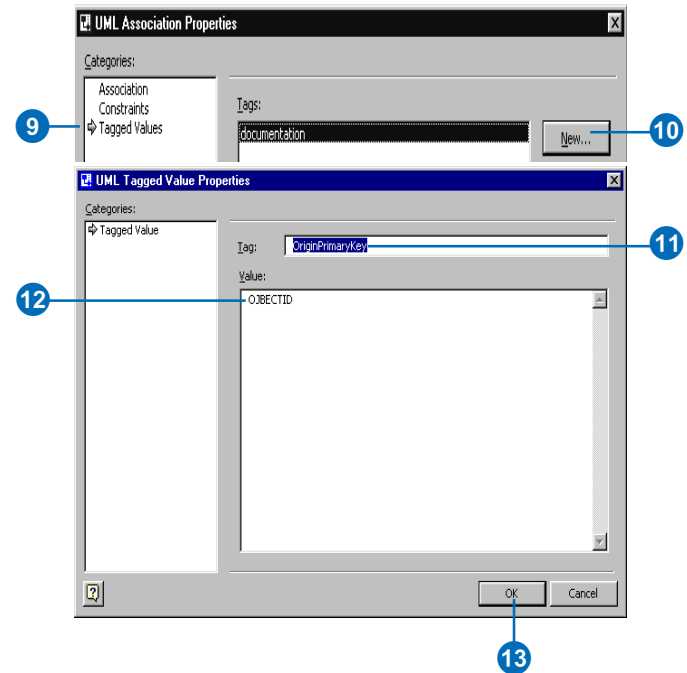 UML Association Properties
Categories:
Association
Constraints
Tagged Values
Tags:
documentation
New...
9
10
UML Tagged Value Properties
Categories:
Tagged Value
Tag:
OriginPrimaryKey
11
Value:
12
OJBECTID
OK
Cancel
13